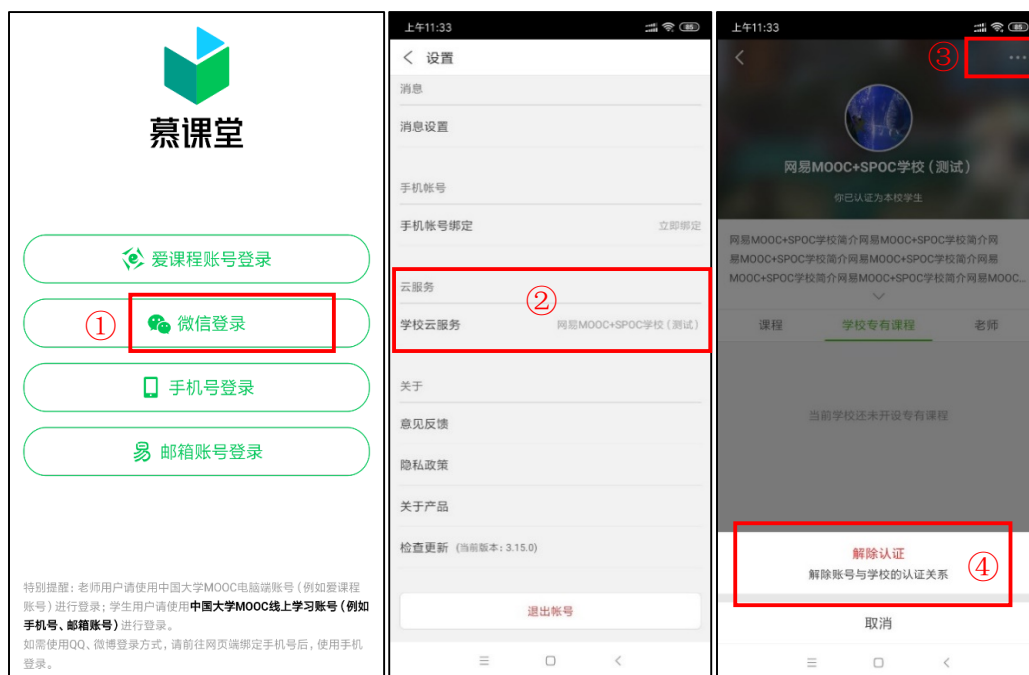 慕课堂
爱课程账号登录
① 微信登录
手机号登录
邮箱账号登录
特别提醒：老师用户请使用中国大学MOOC电脑端账号（例如爱课程
账号）进行登录；学生用户请使用中国大学MOOC线上学习账号（例如
手机号、邮箱账号）进行登录。
如需使用QQ、微博登录方式，请前往网页端绑定手机号后，使用手机
登录。
上午11:33 85
设置
消息
消息设置
手机帐号
手机帐号绑定 立即绑定
云服务
②
学校云服务 网易MOOC+SPOC学校（测试）
关于
意见反馈
隐私政策
关于产品
检查更新（当前版本：3.15.0）
退出帐号
上午11:33 85
③
网易MOOC+SPOC学校（测试）
你已认证为本校学生
网易MOOC+SPOC学校简介网易MOOC+SPOC学校简介网
易MOOC+SPOC学校简介网易MOOC+SPOC学校简介网易
MOOC+SPOC学校简介网易MOOC+SPOC学校简介网易MOOC...
课程 学校专有课程 老师
当前学校还未开设专有课程
解除认证
④
解除账号与学校的认证关系
取消